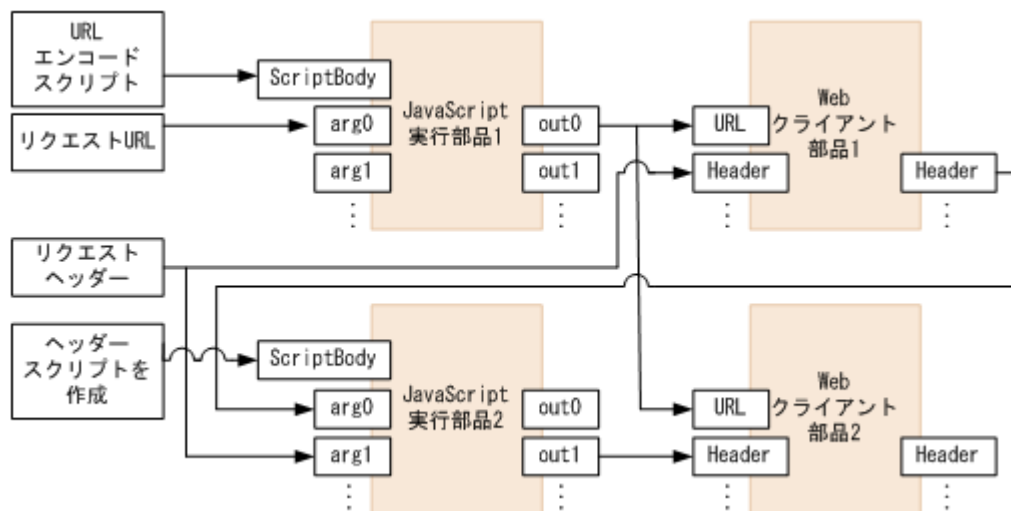 URL
エンコード
スクリプト
ScriptBody
リクエストURL
arg0
arg1
⋮
JavaScript
実行部品1
out0
out1
⋮
URL
Header
⋮
Web
クライアント
部品1
Header
⋮
リクエスト
ヘッダー
ヘッダー
スクリプトを
作成
ScriptBody
arg0
arg1
⋮
JavaScript
実行部品2
out0
out1
⋮
URL
Header
⋮
Web
クライアント
部品2
Header
⋮